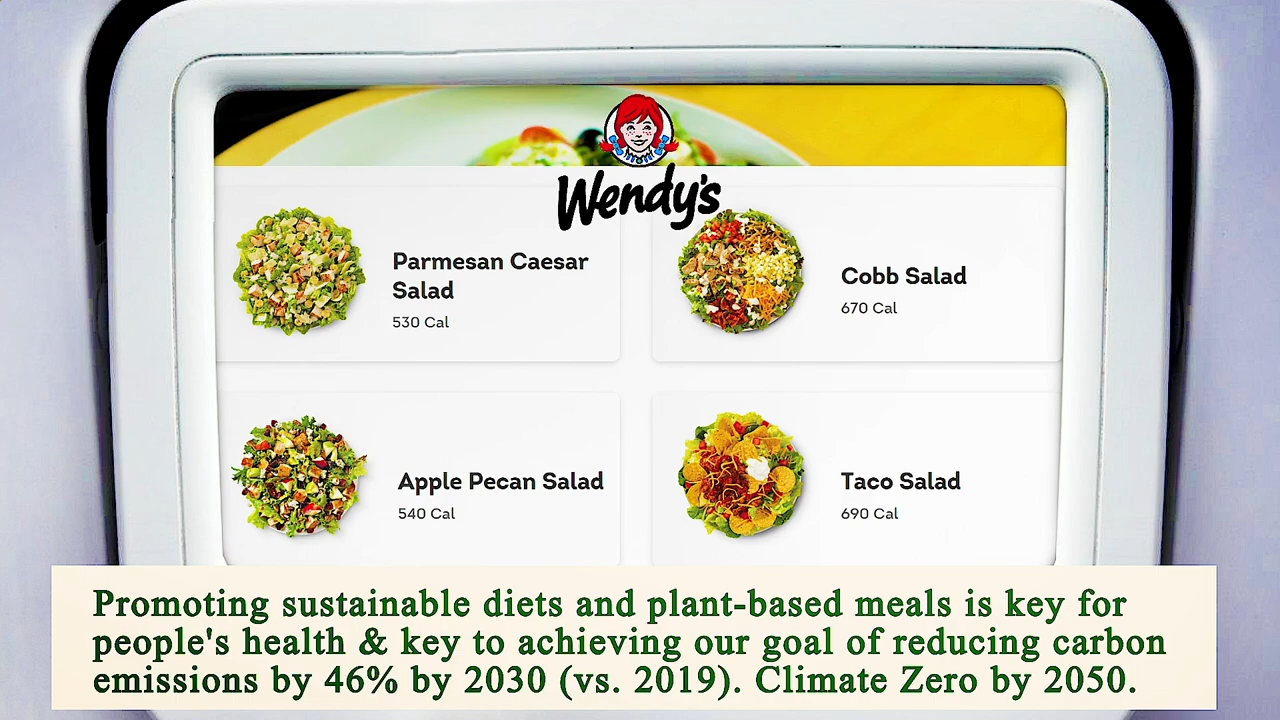 Wendy's
Parmesan Caesar
Salad
530 Cal
Cobb Salad
670 Cal
Apple Pecan Salad
540 Cal
Taco Salad
690 Cal
Promoting sustainable diets and plant-based meals is key for
people's health & key to achieving our goal of reducing carbon
emissions by 46% by 2030 (vs. 2019). Climate Zero by 2050.